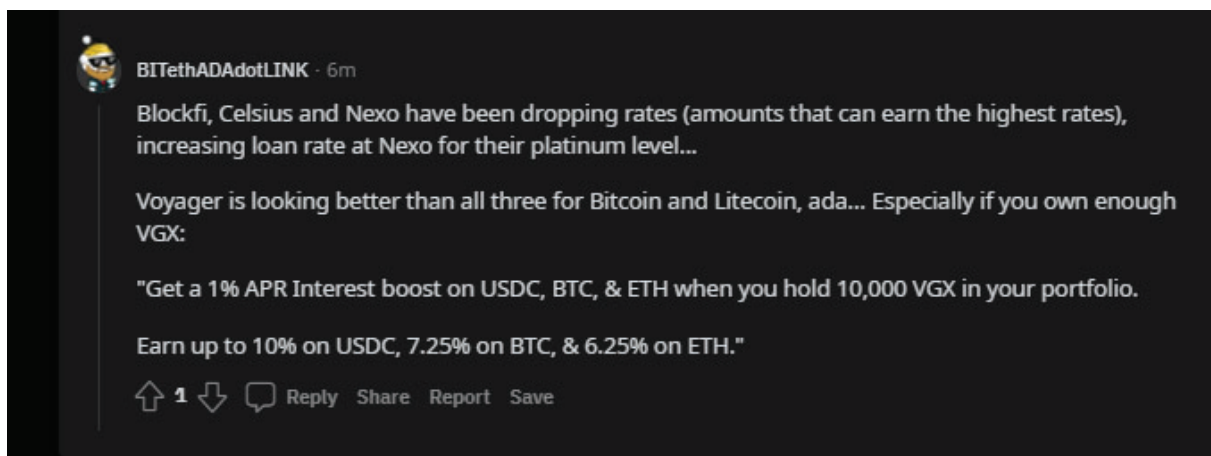 BITethADAdotLINK · 6m
Blockfi, Celsius and Nexo have been dropping rates (amounts that can earn the highest rates),
increasing loan rate at Nexo for their platinum level...
Voyager is looking better than all three for Bitcoin and Litecoin, ada... Especially if you own enough
VGX:
"Get a 1% APR Interest boost on USDC, BTC, & ETH when you hold 10,000 VGX in your portfolio.
Earn up to 10% on USDC, 7.25% on BTC, & 6.25% on ETH."
1 Reply Share Report Save